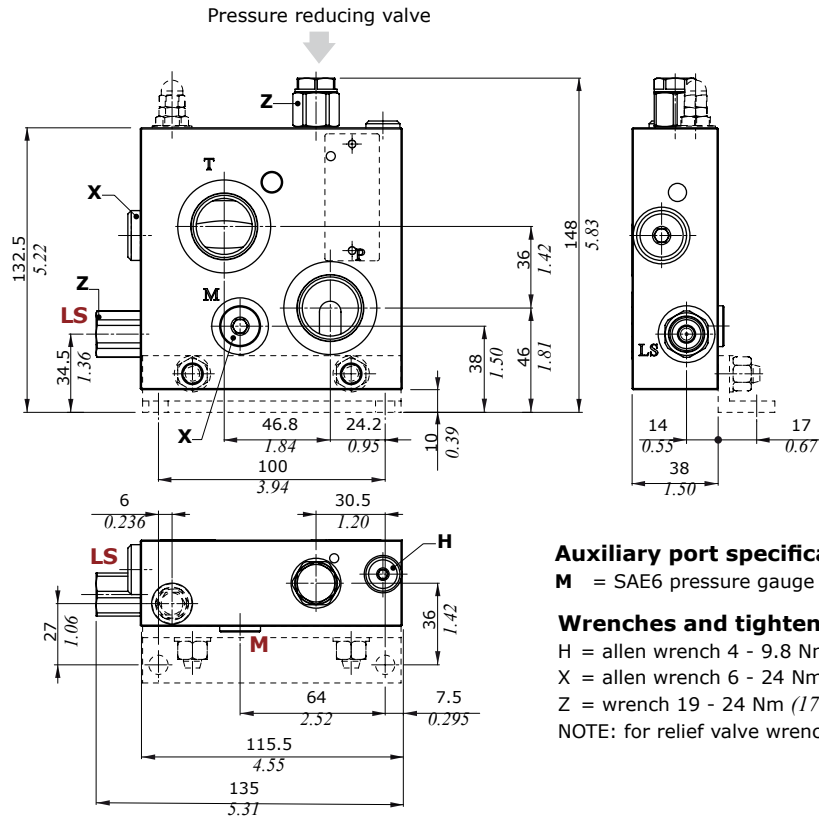 Pressure reducing valve
Z
T
X
132.5
5.22
Z
LS
M
P
36
1.42
148
5.83
34.5
1.36
38
1.50
46
1.81
LS
X
46.8
1.84
24.2
0.95
10
0.39
14
0.55
17
0.67
100
3.94
38
1.50
6
0.236
30.5
1.20
H
LS
27
1.06
M
36
1.42
64
2.52
7.5
0.295
115.5
4.55
135
5.31
Auxiliary port specifica
M = SAE6 pressure gauge
Wrenches and tighten
H = allen wrench 4 - 9.8 Nm
X = allen wrench 6 - 24 Nm
Z = wrench 19 - 24 Nm (17
NOTE: for relief valve wrenc